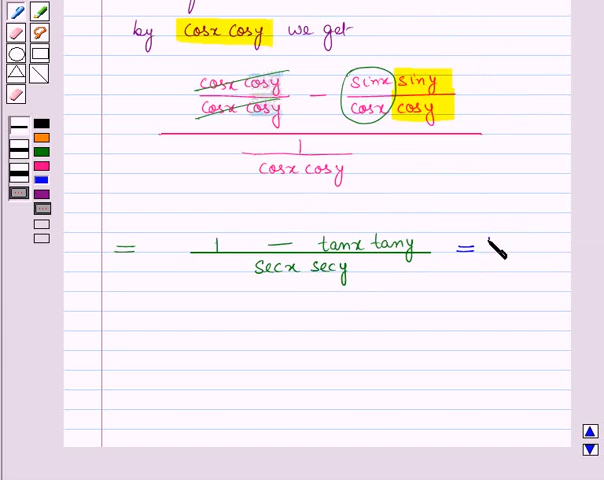 by cosx cosy we get
cosx cosy / cosx cosy − sinx siny / cosx cosy
1 / cosx cosy
= 1 − tanx tany / secx secy =